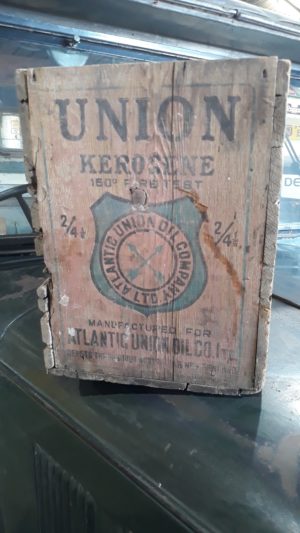 UNION
KEROSENE
150° FIRE TEST
2/4 2/4
ATLANTIC UNION OIL COMPANY LTD.
MANUFACTURED FOR
ATLANTIC UNION OIL CO. LTD.
DE